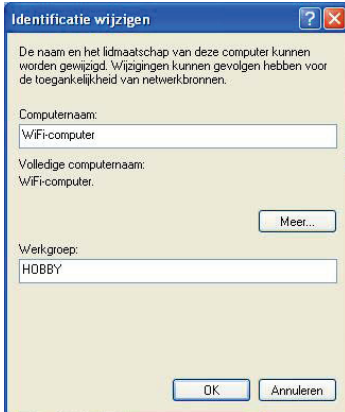 Identificatie wijzigen
De naam en het lidmaatschap van deze computer kunnen
worden gewijzigd. Wijzigingen kunnen gevolgen hebben voor
de toegankelijkheid van netwerkbronnen.
Computernaam:
WiFi-computer
Volledige computernaam:
WiFi-computer.
Meer...
Werkgroep:
HOBBY
OK Annuleren